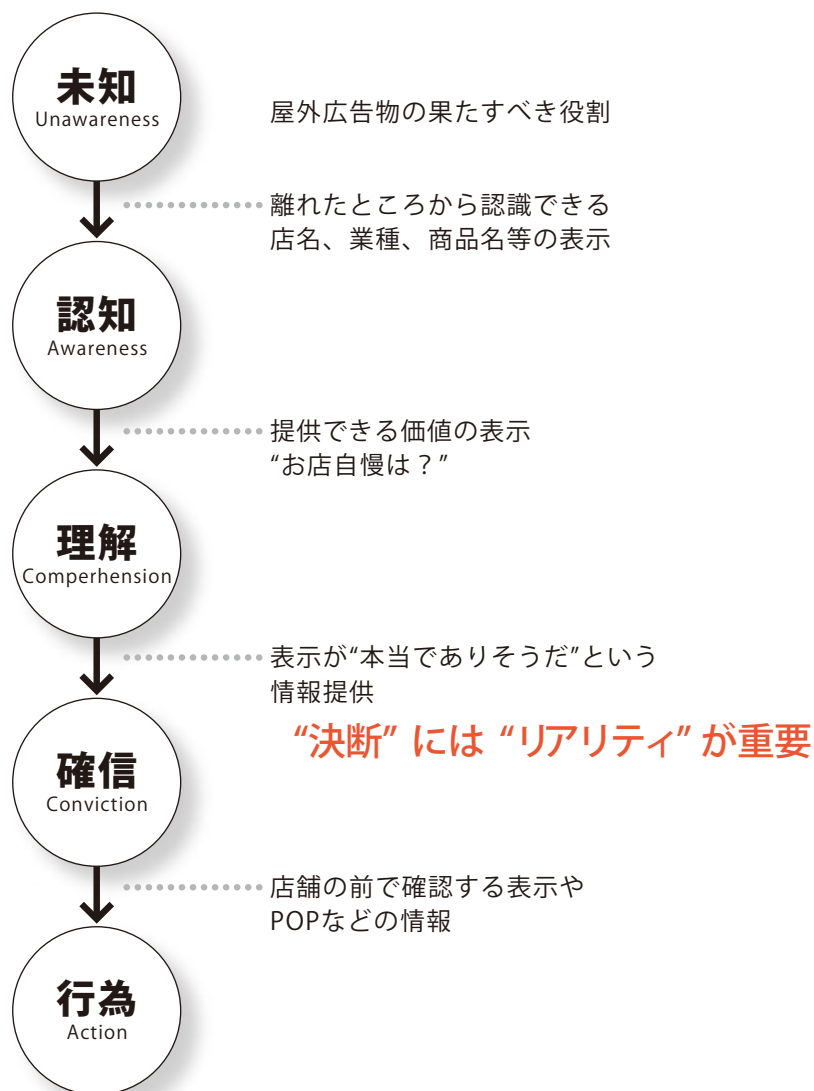 未知
Unawareness
屋外広告物の果たすべき役割
離れたところから認識できる
店名、業種、商品名等の表示
認知
Awareness
提供できる価値の表示
“お店自慢は？”
理解
Comperhension
表示が“本当でありそうだ”という
情報提供
“決断” には “リアリティ” が重要
確信
Conviction
店舗の前で確認する表示や
POPなどの情報
行為
Action